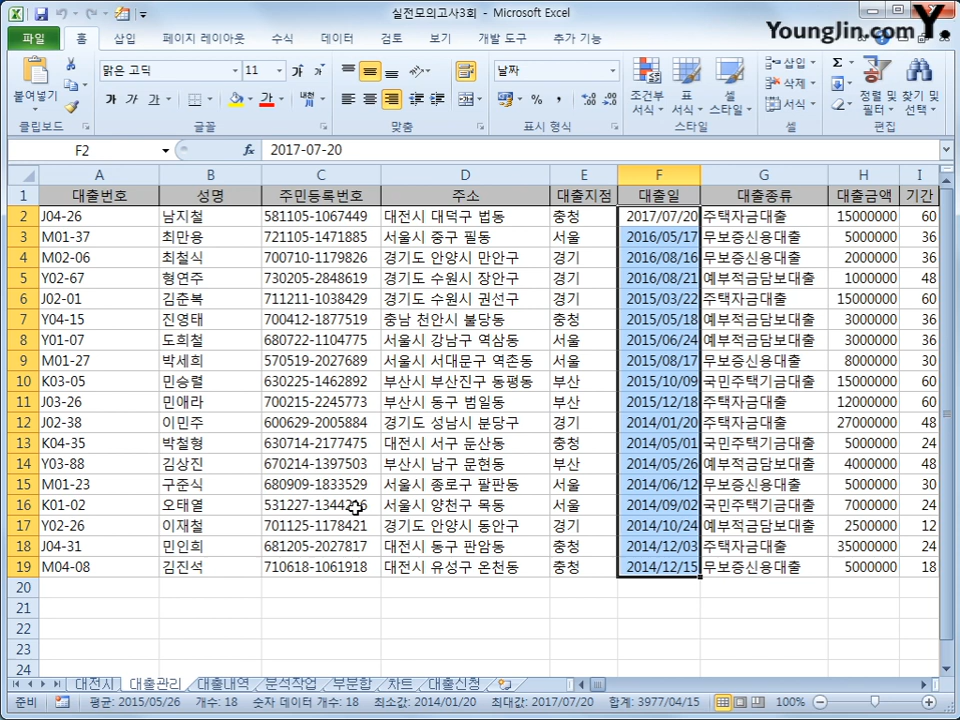 실전모의고사3회 - Microsoft Excel
Younglin.com Y.
파일 홈 삽입 페이지 레이아웃 수식 데이터 검토 보기 개발 도구 추가 기능
맑은 고딕 11 날짜
붙여넣기 가 가 가 조건부 서식 표 서식 셀 스타일 삽입 삭제 서식 정렬 및 필터 찾기 및 선택
클립보드 글꼴 맞춤 표시 형식 스타일 셀 편집
F2 fx 2017-07-20
A B C D E F G H I
1 대출번호 성명 주민등록번호 주소 대출지점 대출일 대출종류 대출금액 기간
2 J04-26 남지철 581105-1067449 대전시 대덕구 법동 충청 2017/07/20 주택자금대출 15000000 60
3 M01-37 최만용 721105-1471885 서울시 중구 필동 서울 2016/05/17 무보증신용대출 5000000 36
4 M02-06 최철식 700710-1179826 경기도 안양시 만안구 경기 2016/08/16 무보증신용대출 2000000 36
5 Y02-67 형연주 730205-2848619 경기도 수원시 장안구 경기 2016/08/21 예부적금담보대출 1000000 48
6 J02-01 김춘복 711211-1038429 경기도 수원시 권선구 경기 2015/03/22 주택자금대출 15000000 60
7 Y04-15 진영태 700412-1877519 충남 천안시 불당동 충청 2015/05/18 예부적금담보대출 3000000 36
8 Y01-07 도희철 680722-1104775 서울시 강남구 역삼동 서울 2015/06/24 예부적금담보대출 3000000 36
9 M01-27 박세희 570519-2027689 서울시 서대문구 역촌동 서울 2015/08/17 무보증신용대출 8000000 30
10 K03-05 민승렬 630225-1462892 부산시 부산진구 동평동 부산 2015/10/09 국민주택기금대출 15000000 60
11 J03-26 민애라 700215-2245773 부산시 동구 범일동 부산 2015/12/18 주택자금대출 12000000 60
12 J02-38 이민주 600629-2005884 경기도 성남시 분당구 경기 2014/01/20 주택자금대출 27000000 48
13 K04-35 박철형 630714-2177475 대전시 서구 둔산동 충청 2014/05/01 국민주택기금대출 5000000 24
14 Y03-88 김상진 670214-1397503 부산시 남구 문현동 부산 2014/05/26 예부적금담보대출 4000000 48
15 M01-23 구준식 680909-1833529 서울시 종로구 팔판동 서울 2014/06/12 무보증신용대출 5000000 30
16 K01-02 오태열 서울시 양천구 목동 서울 2014/09/02 국민주택기금대출 7000000 24
17 Y02-26 이재철 701125-1178421 경기도 안양시 동안구 경기 2014/10/24 예부적금담보대출 2500000 12
18 J04-31 민인희 681205-2027817 대전시 동구 판암동 충청 2014/12/03 주택자금대출 35000000 24
19 M04-08 김진석 710618-1061918 대전시 유성구 온천동 충청 2014/12/15 무보증신용대출 5000000 18
20
21
22
23
24
대전시 대출관리 대출내역 분석작업 부분합 차트 대출신청
준비 평균: 2015/05/26 개수: 18 숫자 데이터 개수: 18 최소값: 2014/01/20 최대값: 2017/07/20 합계: 3977/04/15 100%